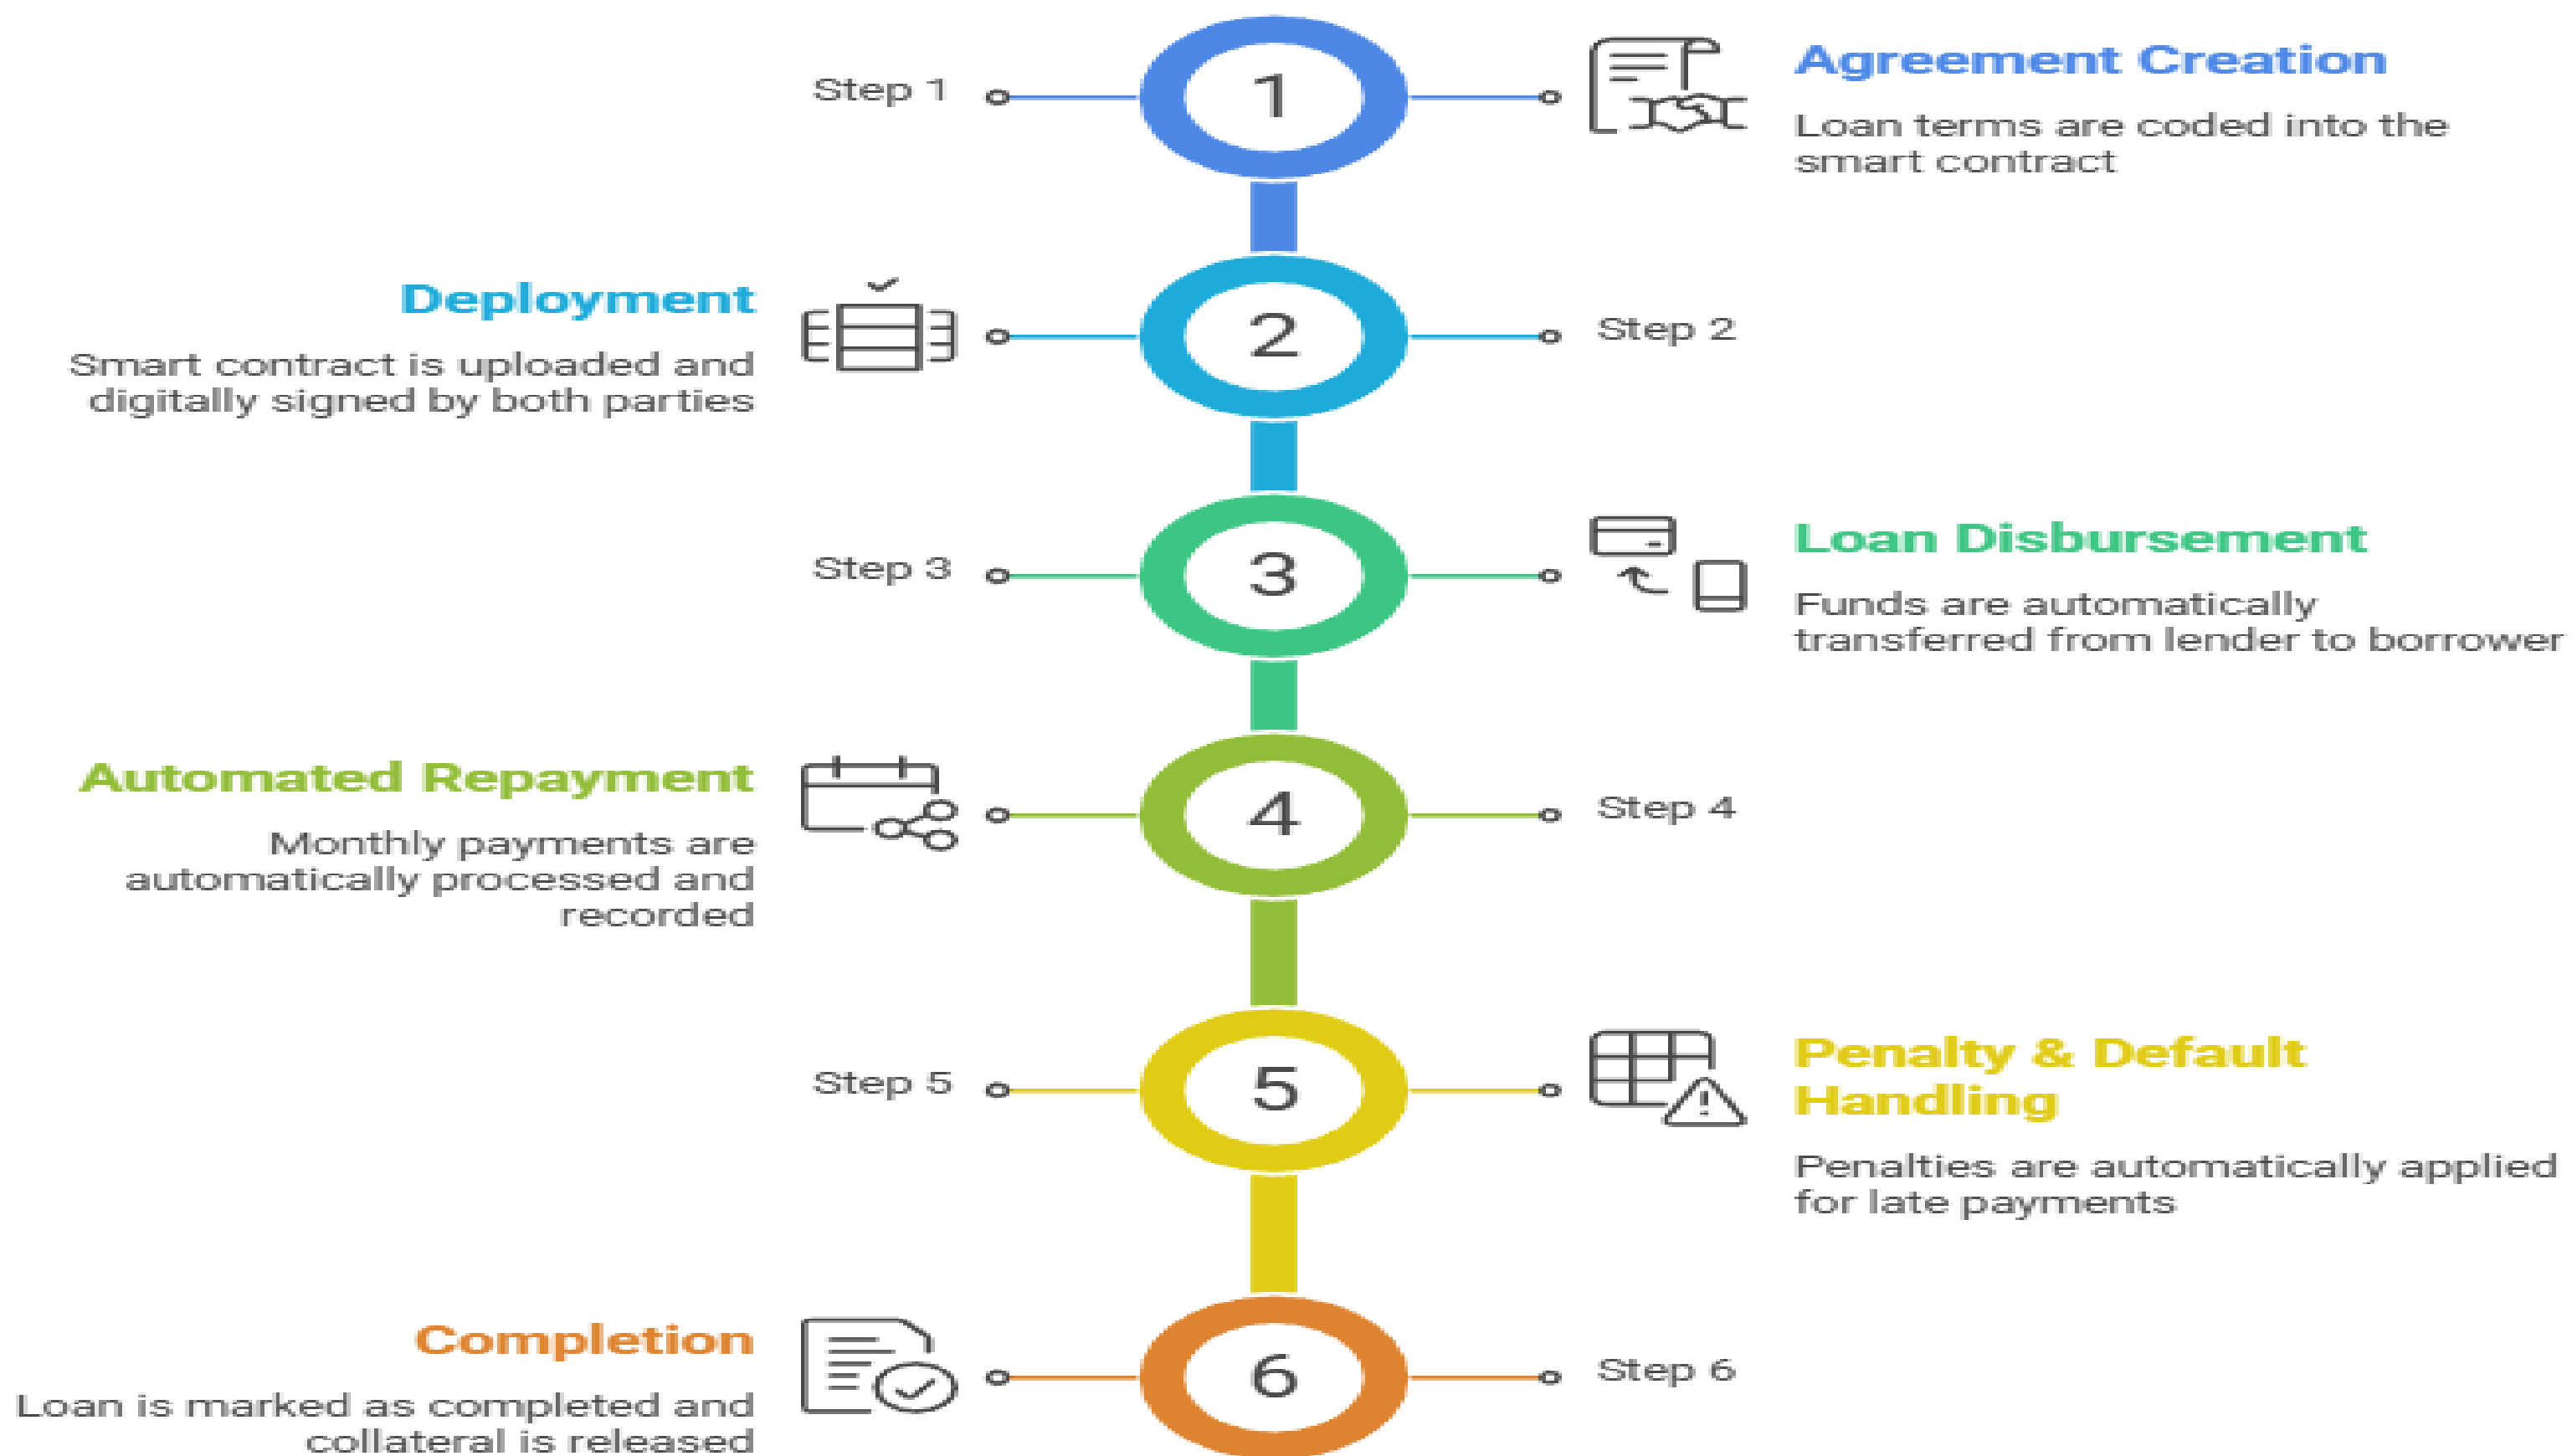 Step 1
1
Agreement Creation
Loan terms are coded into the
smart contract
Deployment
Smart contract is uploaded and
digitally signed by both parties
2
Step 2
Step 3
3
Loan Disbursement
Funds are automatically
transferred from lender to borrower
Automated Repayment
Monthly payments are
automatically processed and
recorded
4
Step 4
Step 5
5
Penalty & Default
Handling
Penalties are automatically applied
for late payments
Completion
Loan is marked as completed and
collateral is released
6
Step 6